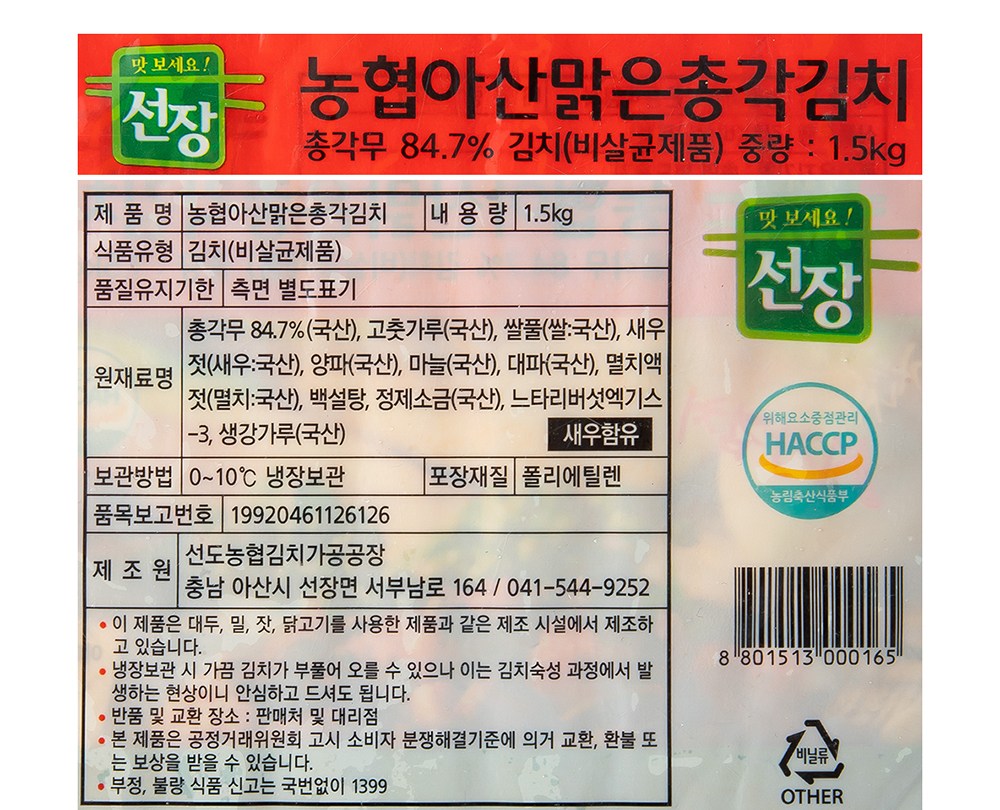 맛 보세요!
선장
농협아산맑은총각김치
총각무 84.7% 김치(비살균제품) 중량 : 1.5kg
제 품 명 농협아산맑은총각김치 내 용 량 1.5kg
식품유형 김치(비살균제품)
품질유지기한 측면 별도표기
원재료명 총각무 84.7%(국산), 고춧가루(국산), 쌀풀(쌀:국산), 새우
젓(새우:국산), 양파(국산), 마늘(국산), 대파(국산), 멸치액
젓(멸치:국산), 백설탕, 정제소금(국산), 느타리버섯엑기스
-3, 생강가루(국산)
새우함유
보관방법 0~10℃ 냉장보관 포장재질 폴리에틸렌
품목보고번호 19920461126126
제 조 원 선도농협김치가공공장
충남 아산시 선장면 서부남로 164 / 041-544-9252
• 이 제품은 대두, 밀, 잣, 닭고기를 사용한 제품과 같은 제조 시설에서 제조하
고 있습니다.
• 냉장보관 시 가끔 김치가 부풀어 오를 수 있으나 이는 김치숙성 과정에서 발
생하는 현상이니 안심하고 드셔도 됩니다.
• 반품 및 교환 장소 : 판매처 및 대리점
• 본 제품은 공정거래위원회 고시 소비자 분쟁해결기준에 의거 교환, 환불 또
는 보상을 받을 수 있습니다.
• 부정, 불량 식품 신고는 국번없이 1399
맛 보세요!
선장
위해요소중점관리
HACCP
농림축산식품부
8 801513 000165
비닐류
OTHER